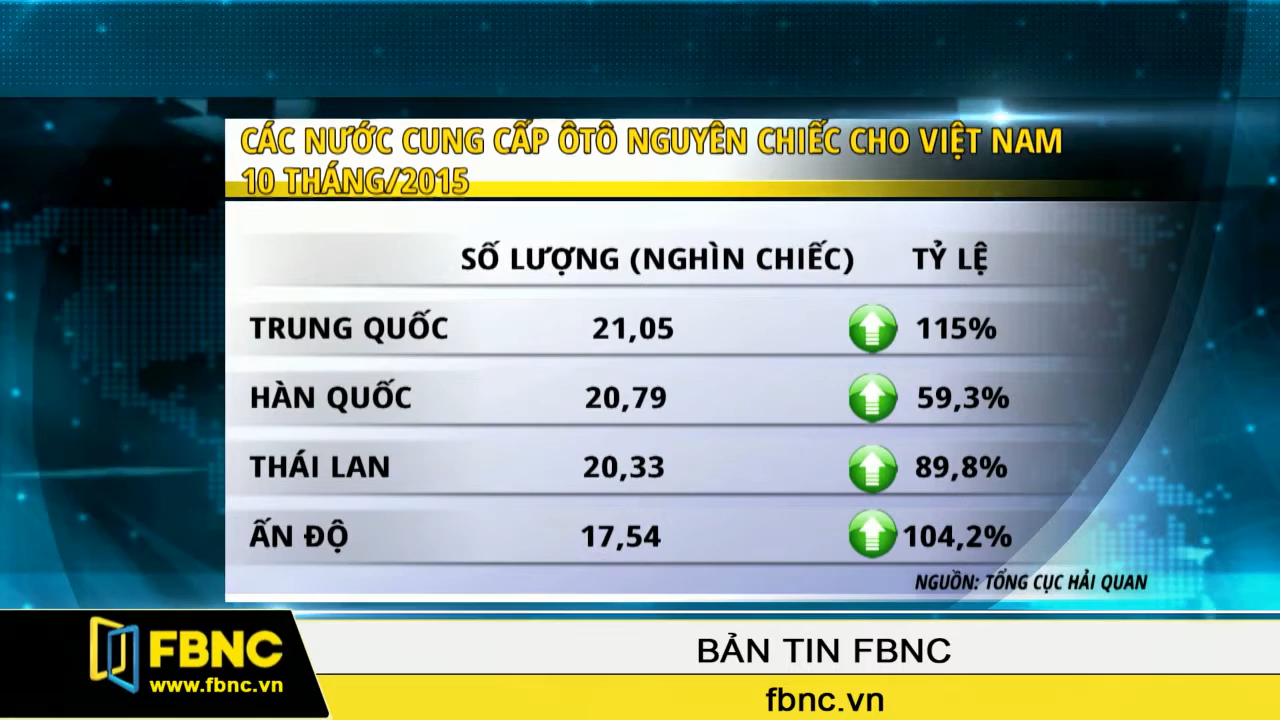 CÁC NƯỚC CUNG CẤP ÔTÔ NGUYÊN CHIẾC CHO VIỆT NAM
10 THÁNG/2015
SỐ LƯỢNG (NGHÌN CHIẾC) TỶ LỆ
TRUNG QUỐC 21,05 115%
HÀN QUỐC 20,79 59,3%
THÁI LAN 20,33 89,8%
ẤN ĐỘ 17,54 104,2%
NGUỒN: TỔNG CỤC HẢI QUAN
FBNC
www.fbnc.vn
BẢN TIN FBNC
fbnc.vn